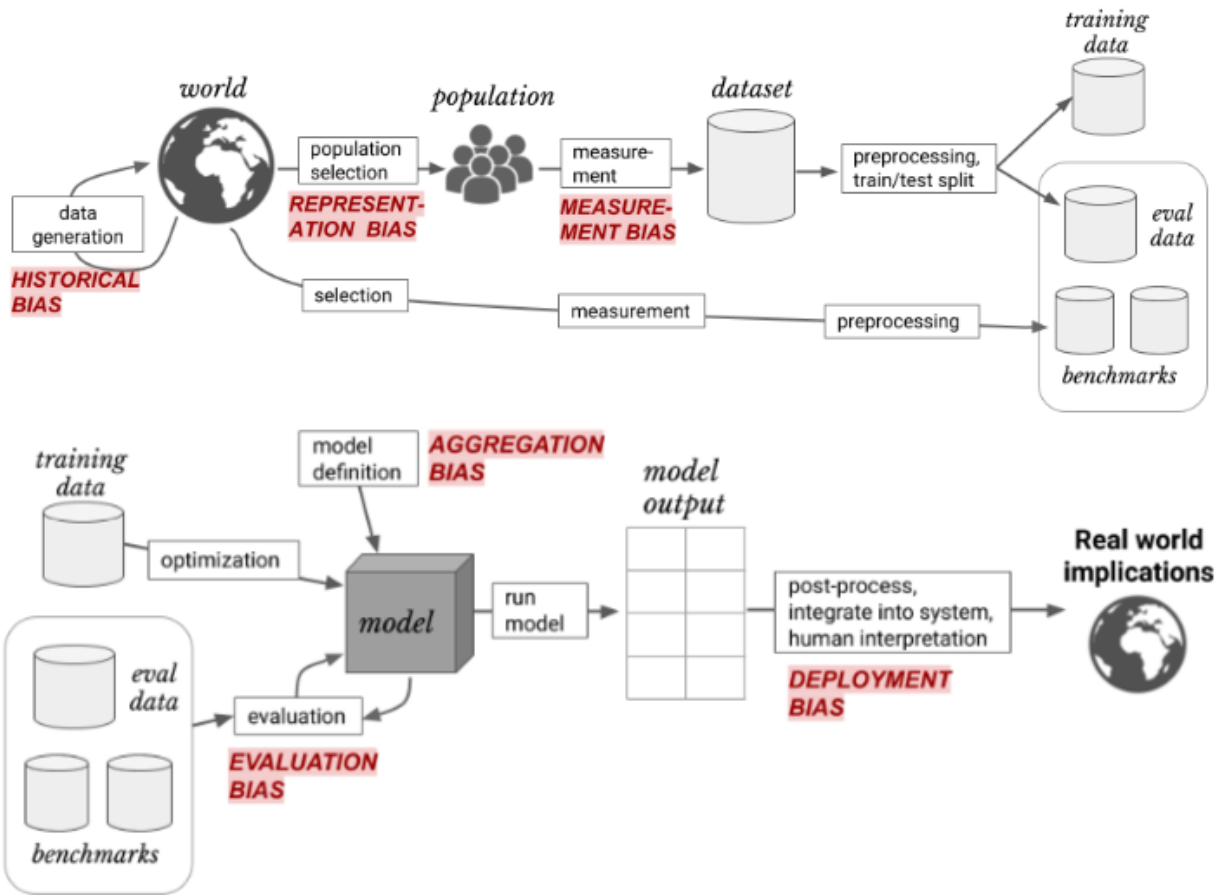 training
data
world
population
dataset
population
selection
measure-
ment
preprocessing,
train/test split
REPRESENT-
ATION BIAS
MEASURE-
MENT BIAS
data
generation
eval
data
HISTORICAL
BIAS
selection
measurement
preprocessing
benchmarks
training
data
model
definition
AGGREGATION
BIAS
model
output
optimization
Real world
implications
model
run
model
post-process,
integrate into system,
human interpretation
eval
data
evaluation
DEPLOYMENT
BIAS
EVALUATION
BIAS
benchmarks